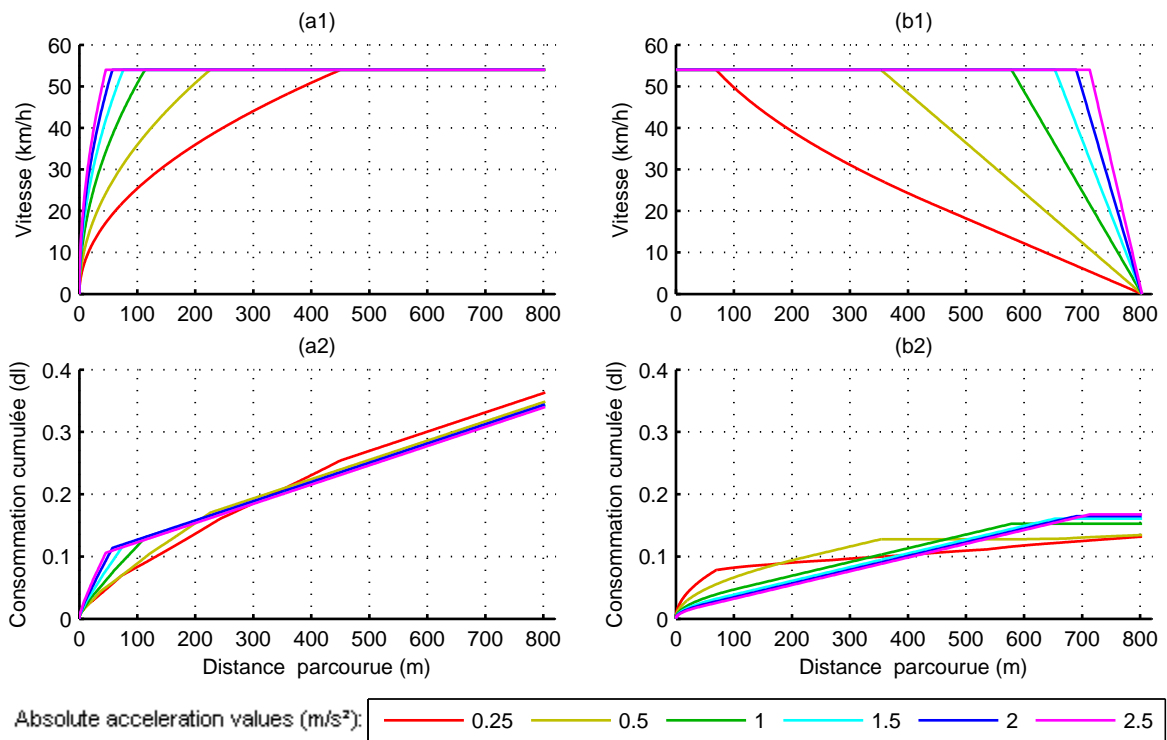 (a1)
Vitesse (km/h)
60
50
40
30
20
10
0
0 100 200 300 400 500 600 700 800
(b1)
Vitesse (km/h)
60
50
40
30
20
10
0
0 100 200 300 400 500 600 700 800
(a2)
Consommation cumulée (dl)
0.4
0.3
0.2
0.1
0
0 100 200 300 400 500 600 700 800
Distance parcourue (m)
(b2)
Consommation cumulée (dl)
0.4
0.3
0.2
0.1
0
0 100 200 300 400 500 600 700 800
Distance parcourue (m)
Absolute acceleration values (m/s²): 0.25 0.5 1 1.5 2 2.5